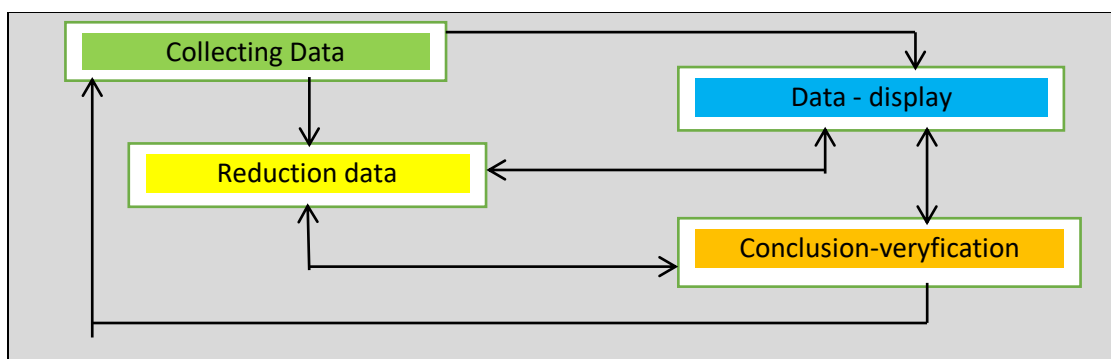 Collecting Data
Data - display
Reduction data
Conclusion-veryfication